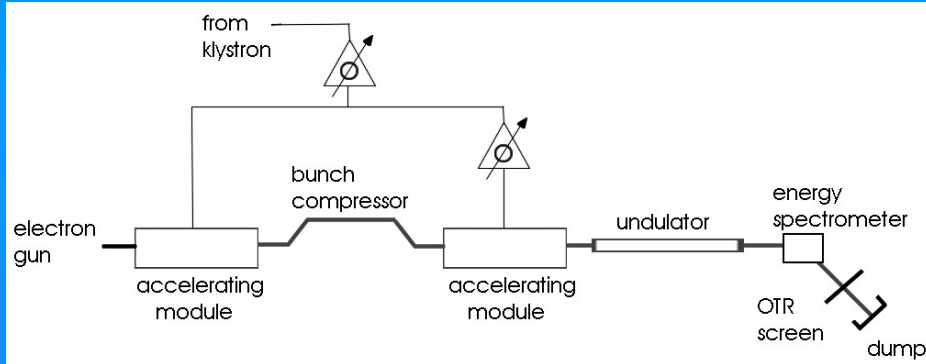 from
klystron
bunch
compressor
energy
spectrometer
electron
gun
undulator
accelerating
module
accelerating
module
OTR
screen
dump